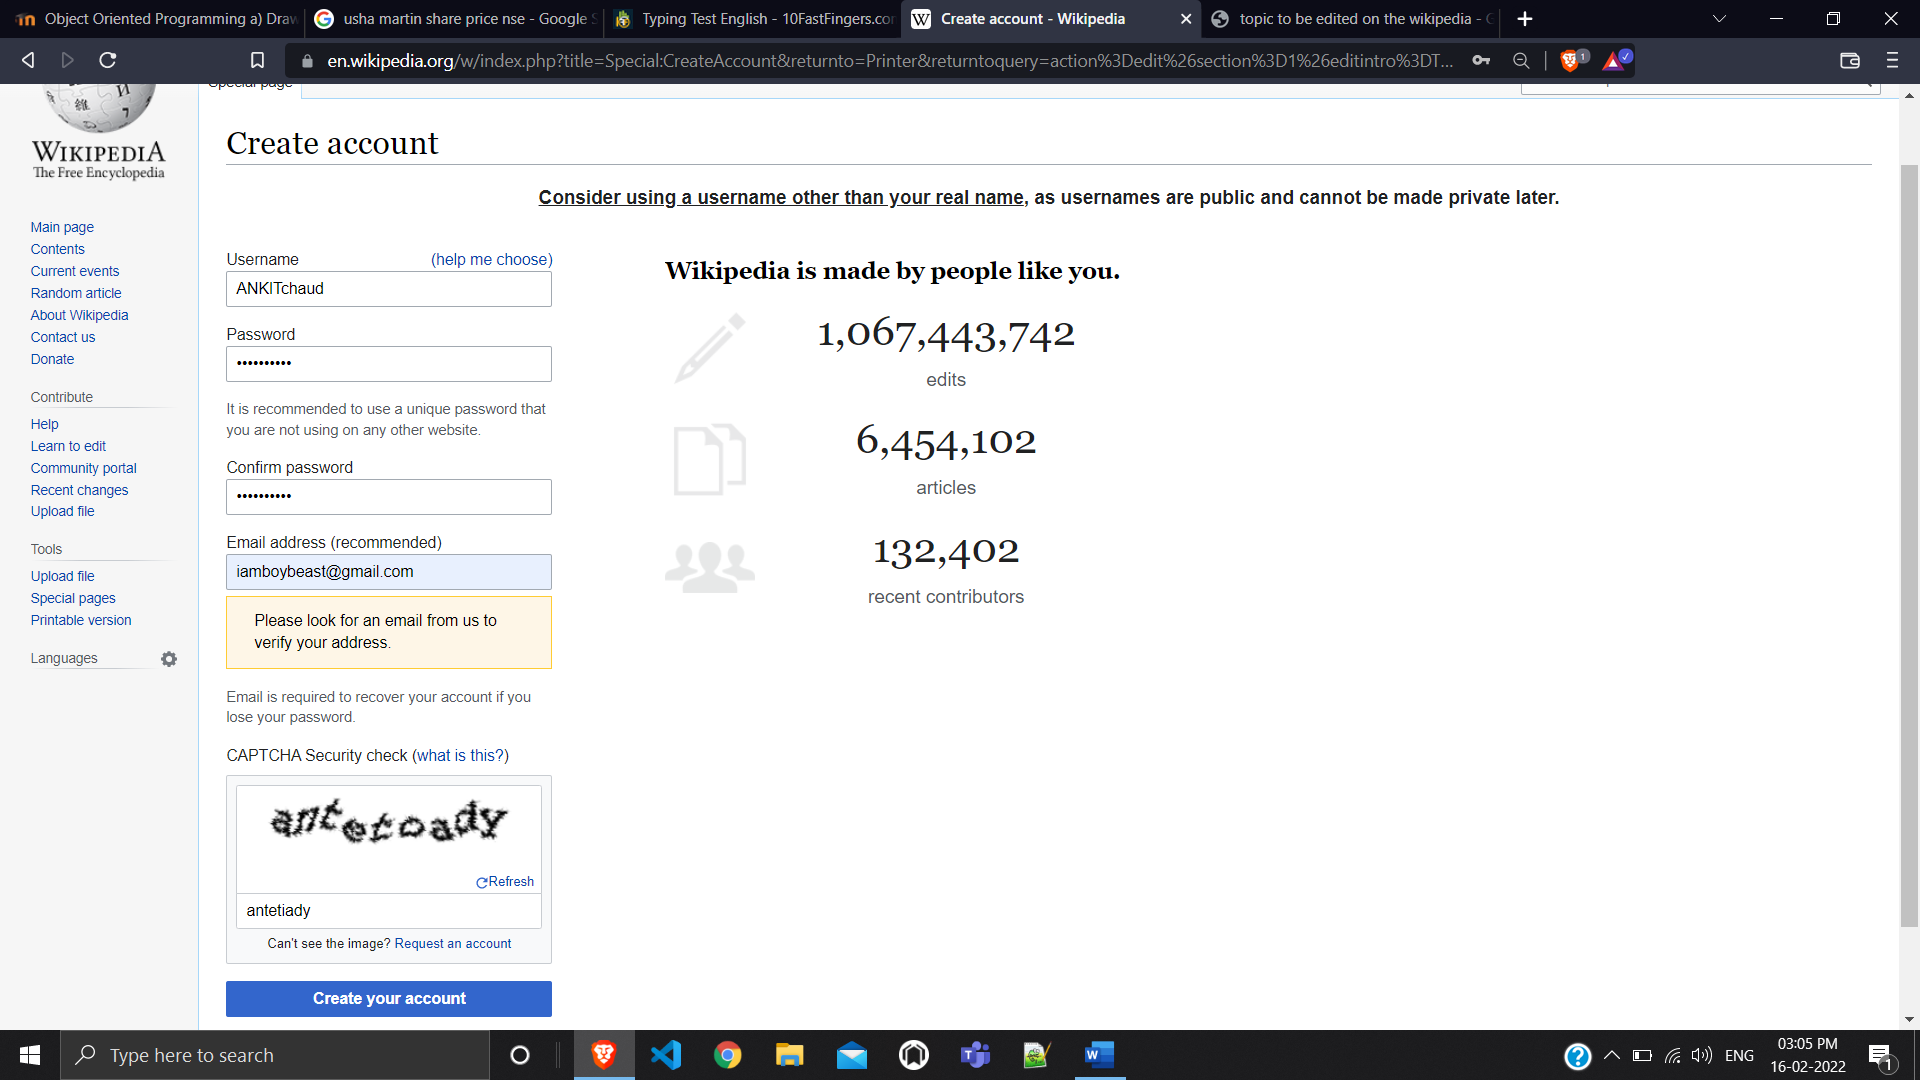 Object Oriented Programming a) Draw
usha martin share price nse - Google S
Typing Test English - 10FastFingers.com
Create account - Wikipedia
topic to be edited on the wikipedia - G
en.wikipedia.org/w/index.php?title=Special:CreateAccount&returnto=Printer&returntoquery=action%3Dedit%26section%3D1%26editintro%3DT...
1
Special page
WIKIPEDIA
The Free Encyclopedia
Main page
Contents
Current events
Random article
About Wikipedia
Contact us
Donate
Contribute
Help
Learn to edit
Community portal
Recent changes
Upload file
Tools
Upload file
Special pages
Printable version
Languages
Create account
Consider using a username other than your real name, as usernames are public and cannot be made private later.
Username (help me choose)
ANKITchaud
Password
••••••••••
It is recommended to use a unique password that
you are not using on any other website.
Confirm password
••••••••••
Email address (recommended)
iamboybeast@gmail.com
Please look for an email from us to
verify your address.
Email is required to recover your account if you
lose your password.
CAPTCHA Security check (what is this?)
antetoady
Refresh
antetiady
Can't see the image? Request an account
Create your account
Wikipedia is made by people like you.
1,067,443,742
edits
6,454,102
articles
132,402
recent contributors
Type here to search
ENG
03:05 PM
16-02-2022
1